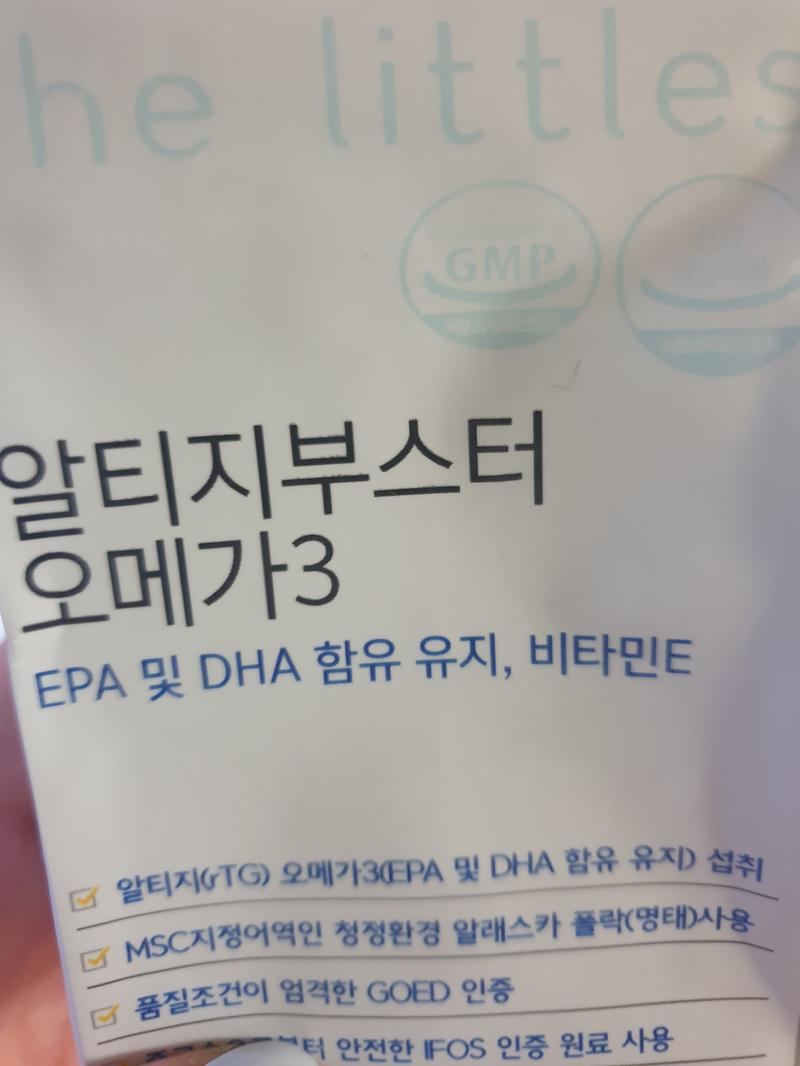 he littles
GMP
알티지부스터
오메가3
EPA 및 DHA 함유 유지, 비타민E
알티지(rTG) 오메가3(EPA 및 DHA 함유 유지) 섭취
MSC지정어역인 청정환경 알래스카 폴락(명태)사용
품질조건이 엄격한 GOED 인증
안전한 IFOS 인증 원료 사용